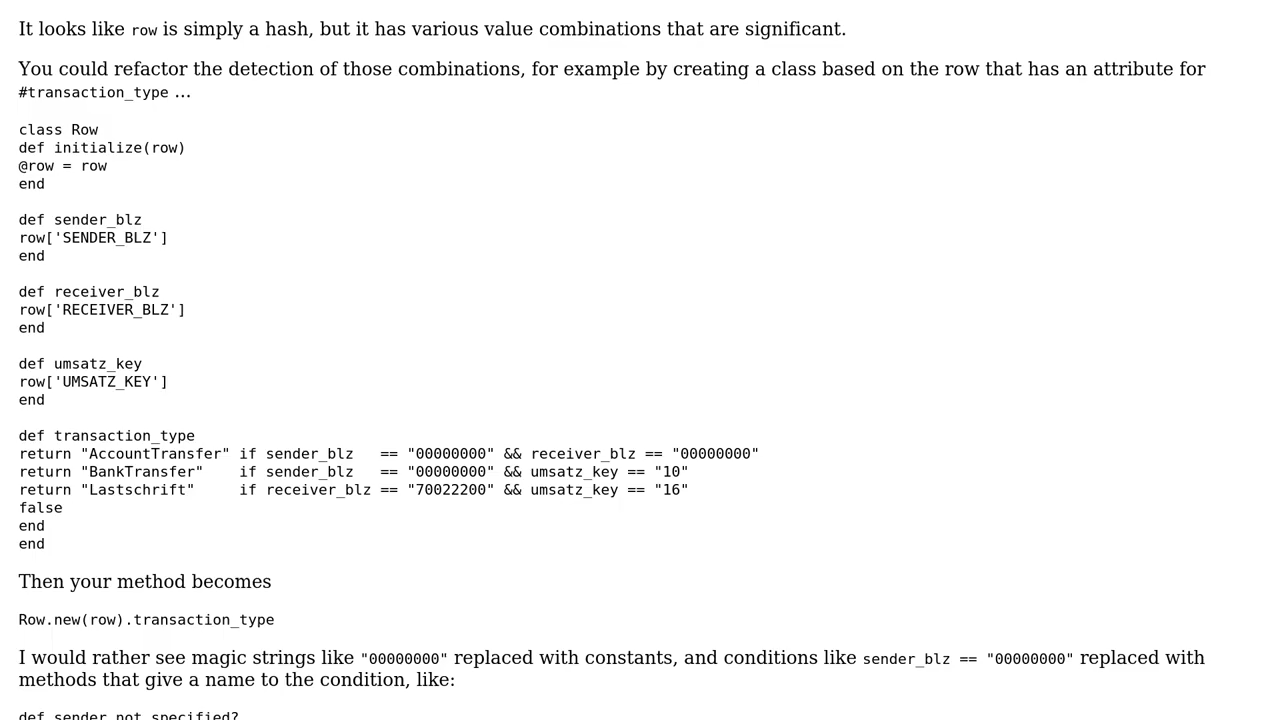 It looks like row is simply a hash, but it has various value combinations that are significant.
You could refactor the detection of those combinations, for example by creating a class based on the row that has an attribute for
#transaction_type ...
class Row
def initialize(row)
@row = row
end
def sender_blz
row['SENDER_BLZ']
end
def receiver_blz
row['RECEIVER_BLZ']
end
def umsatz_key
row['UMSATZ_KEY']
end
def transaction_type
return "AccountTransfer" if sender_blz   == "00000000" && receiver_blz == "00000000"
return "BankTransfer"    if sender_blz   == "00000000" && umsatz_key == "10"
return "Lastschrift"     if receiver_blz == "70022200" && umsatz_key == "16"
false
end
end
Then your method becomes
Row.new(row).transaction_type
I would rather see magic strings like "00000000" replaced with constants, and conditions like sender_blz == "00000000" replaced with
methods that give a name to the condition, like:
def sender_not_specified?